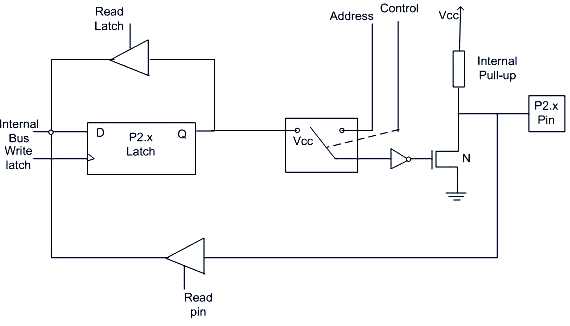 Read
Latch
Address
Control
Vcc
Internal
Pull-up
P2.x
Pin
Internal
Bus
Write
latch
D
P2.x
Latch
Q
Vcc
N
Read
pin